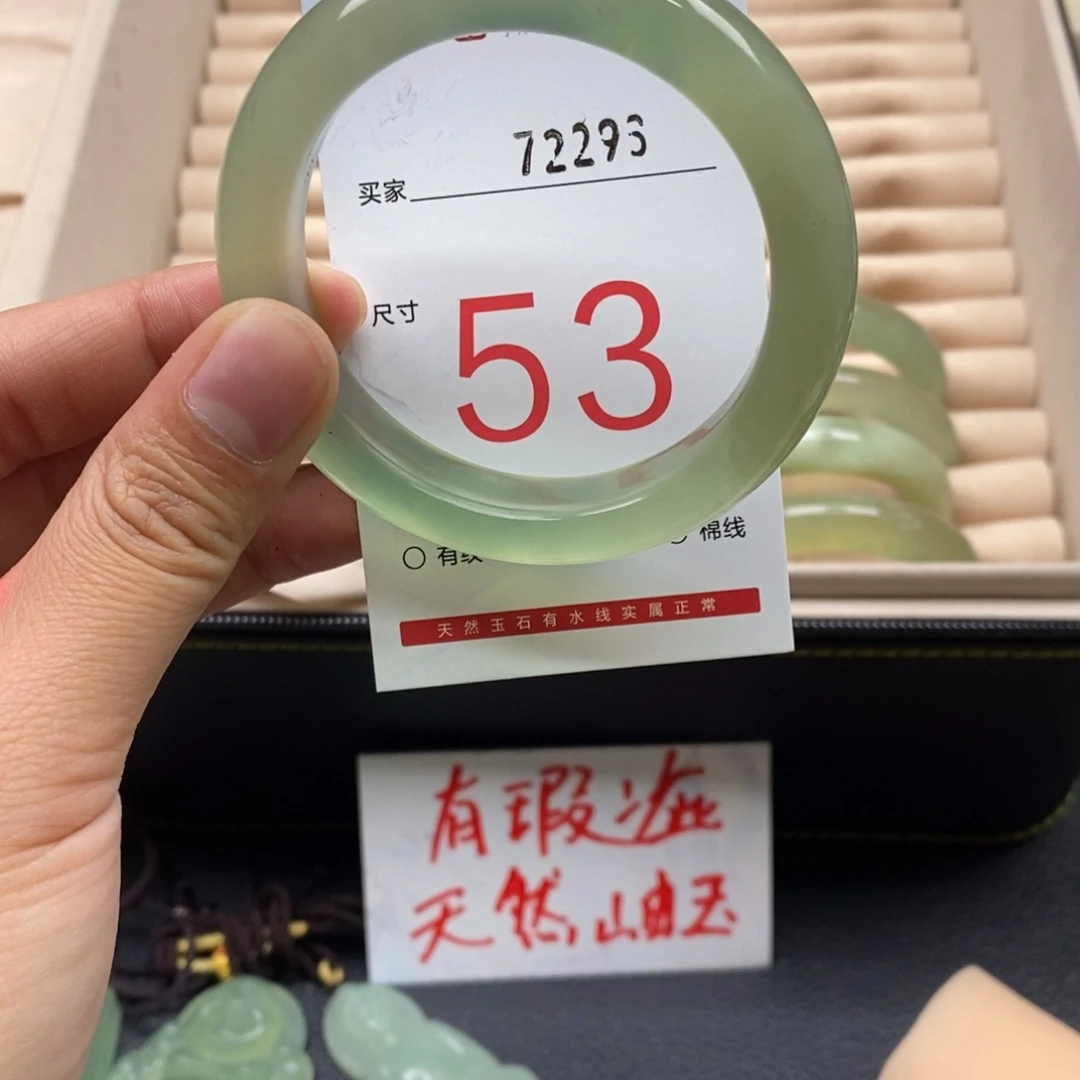 买家 72293
尺寸 53
有纹
棉线
天然玉石有水线实属正常
有瑕疵
天然岫玉